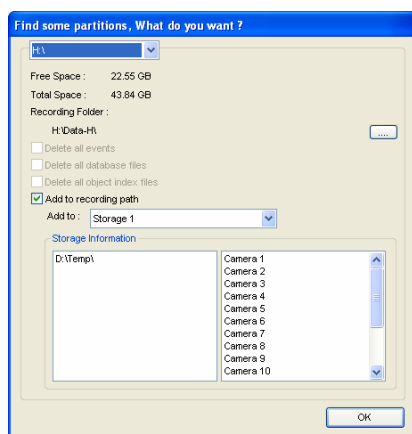 Find some partitions, What do you want ?
H:\
Free Space : 22.55 GB
Total Space : 43.84 GB
Recording Folder :
H:\Data-H\
....
Delete all events
Delete all database files
Delete all object index files
Add to recording path
Add to : Storage 1
Storage Information
D:\Temp\
Camera 1
Camera 2
Camera 3
Camera 4
Camera 5
Camera 6
Camera 7
Camera 8
Camera 9
Camera 10
OK